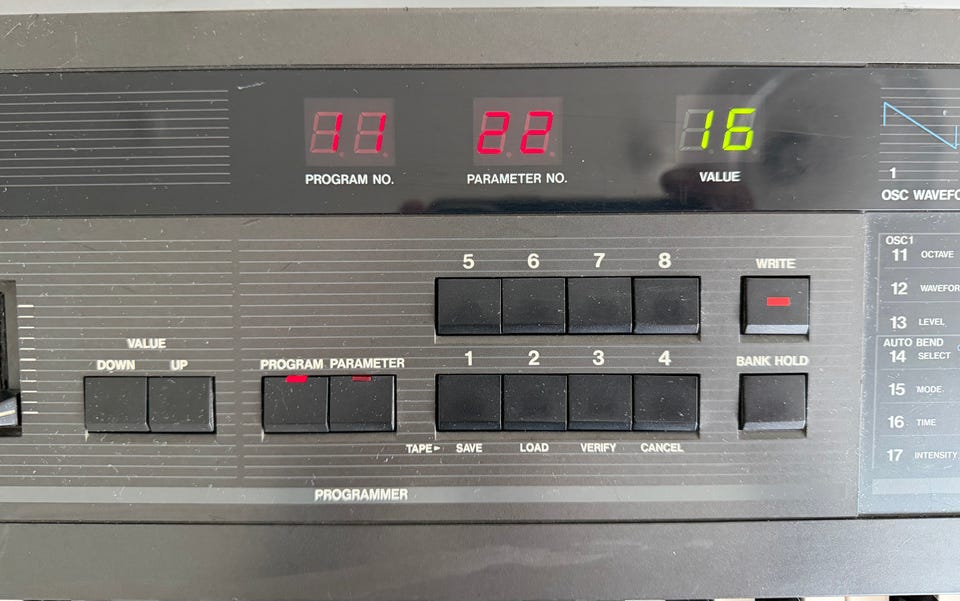 11 22 16
PROGRAM NO. PARAMETER NO. VALUE
1
OSC WAVEFO
5 6 7 8 WRITE
VALUE
DOWN UP
PROGRAM PARAMETER 1 2 3 4 BANK HOLD
TAPE► SAVE LOAD VERIFY CANCEL
PROGRAMMER
OSC1
11 OCTAVE
12 WAVEFOR
13 LEVEL
AUTO BEND
14 SELECT
15 MODE
16 TIME
17 INTENSITY